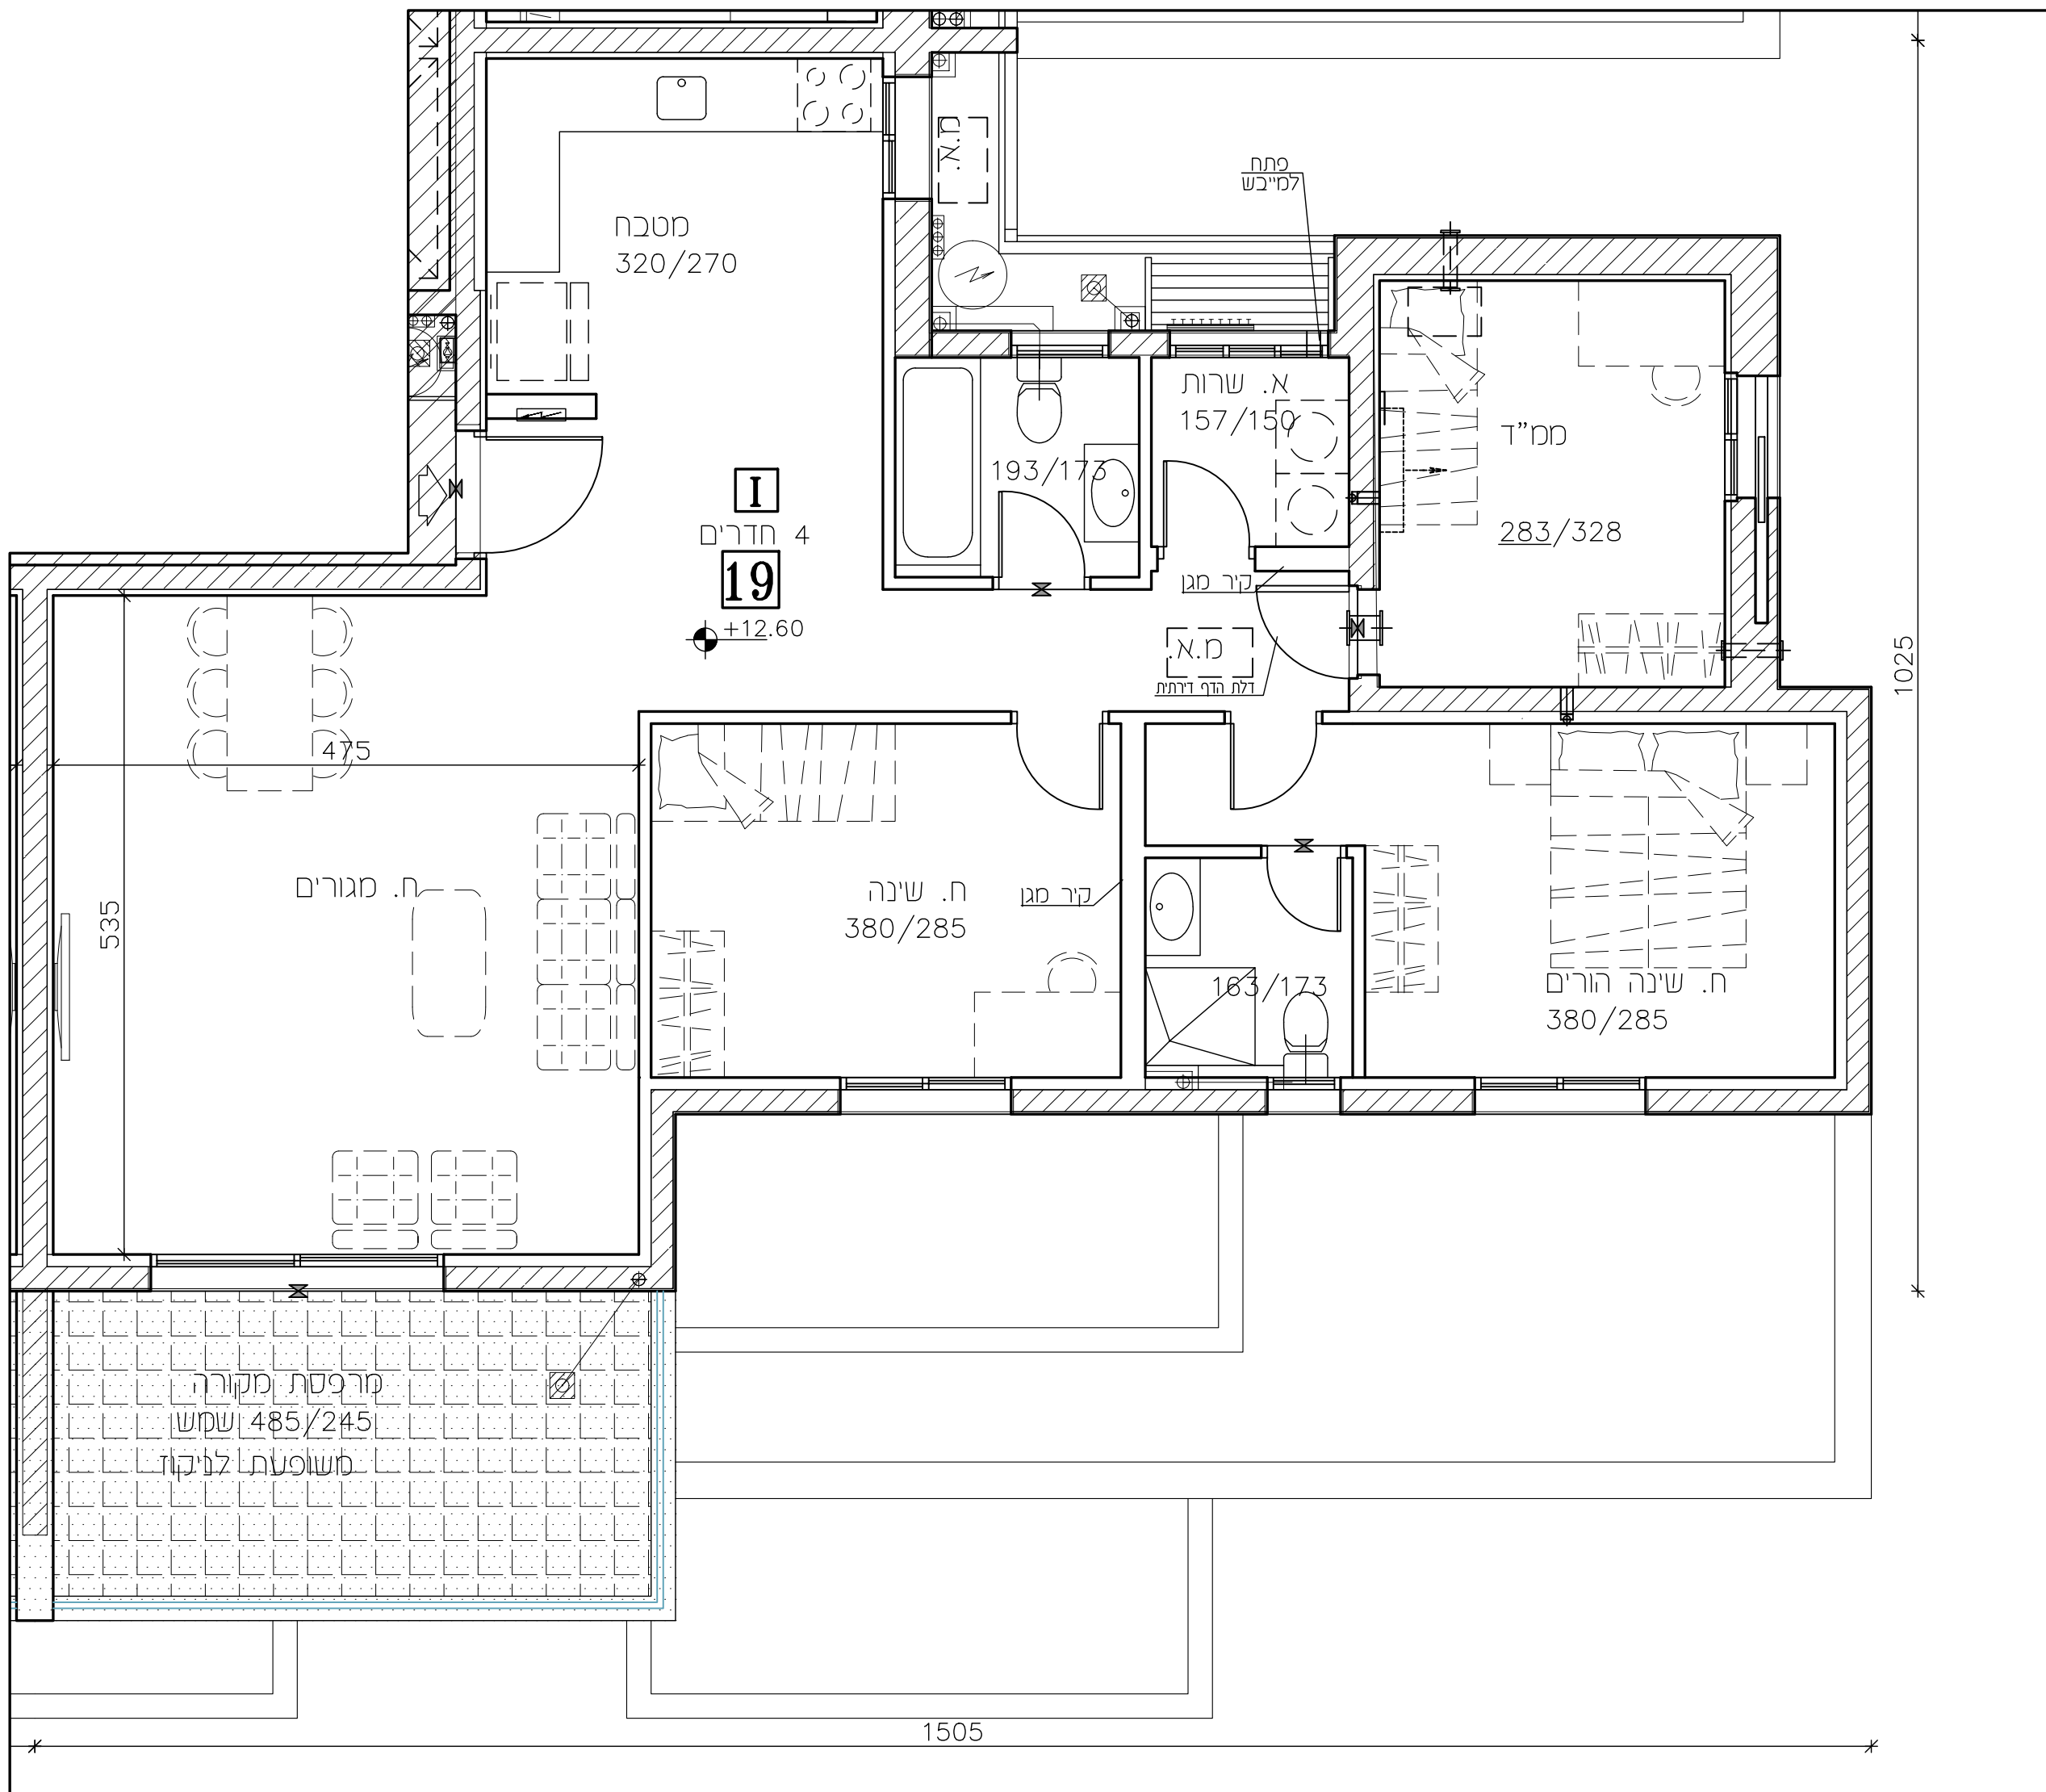 מ.א.
פתח
למייבש
מטבח
320/270
א. שרות
157/150
193/173
ממ"ד
283/328
I
4 חדרים
19
+12.60
קיר מגן
מ.א.
דלת הדף דירתית
1025
475
535
ח. מגורים
ח. שינה
380/285
קיר מגן
163/173
ח. שינה הורים
380/285
מרפסת מקורה
485/245 שמש
משופעת לניקוז
1505